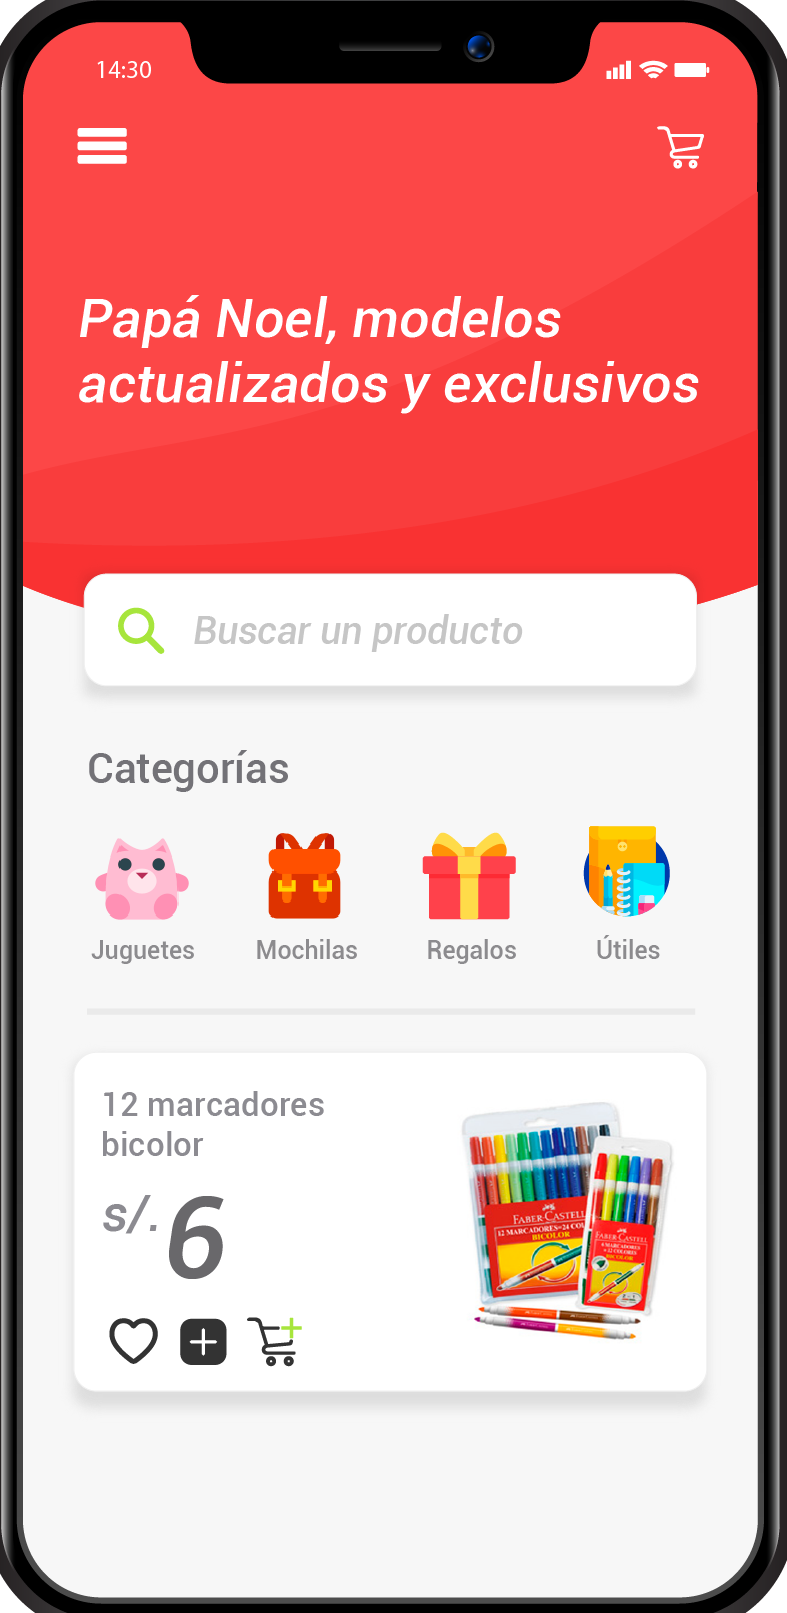 14:30
Papá Noel, modelos
actualizados y exclusivos
Buscar un producto
Categorías
Juguetes Mochilas Regalos Útiles
12 marcadores
bicolor
s/.6
FABER-CASTELL
12 MARCADORES=24 COL
BICOLOR
FABER-CASTELL
6 MARCADORES
=12 COLORES
BICOLOR